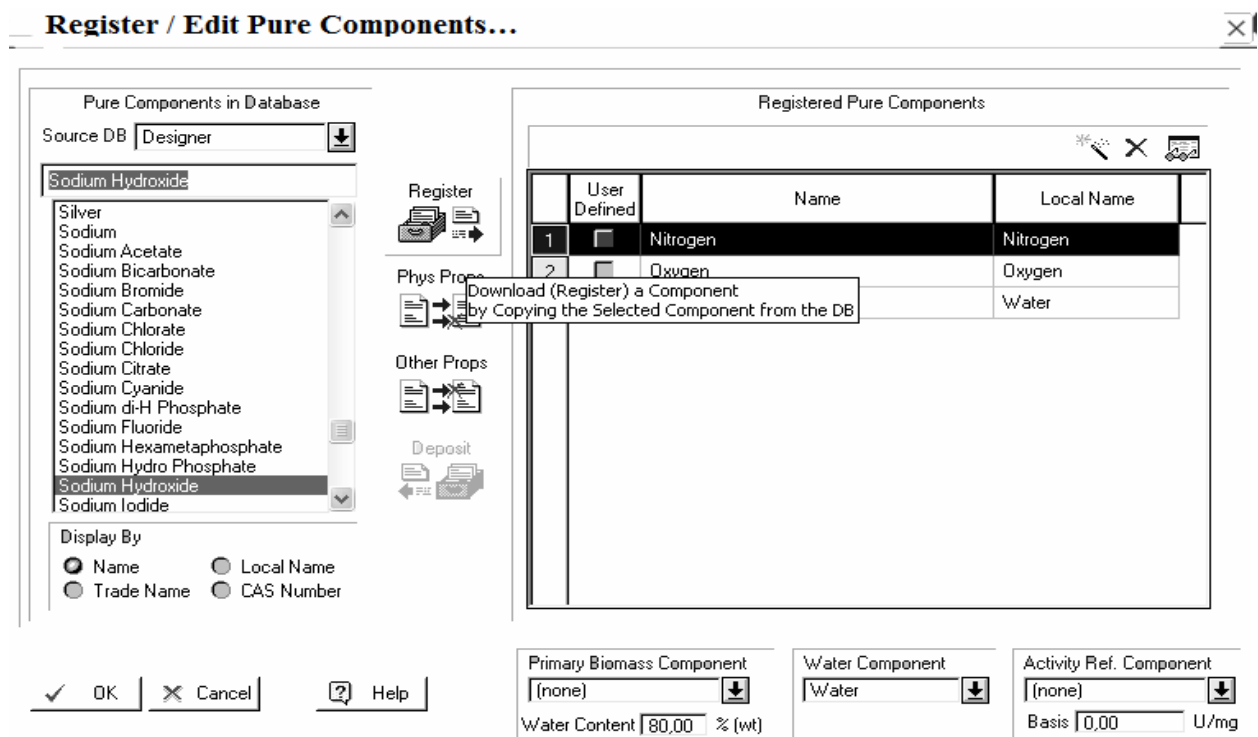 Register / Edit Pure Components...
Pure Components in Database
Source DB Designer
Sodium Hydroxide
Silver
Sodium
Sodium Acetate
Sodium Bicarbonate
Sodium Bromide
Sodium Carbonate
Sodium Chlorate
Sodium Chloride
Sodium Citrate
Sodium Cyanide
Sodium di-H Phosphate
Sodium Fluoride
Sodium Hexametaphosphate
Sodium Hydro Phosphate
Sodium Hydroxide
Sodium Iodide
Display By
Name Local Name
Trade Name CAS Number
OK Cancel Help
Register
Phys Props
Other Props
Deposit
Download (Register) a Component
by Copying the Selected Component from the DB
Registered Pure Components
User Defined Name Local Name
1 Nitrogen Nitrogen
2 Oxygen Oxygen
Water
Primary Biomass Component
(none)
Water Content 80,00 % (wt)
Water Component
Water
Activity Ref. Component
(none)
Basis 0,00 U/mg